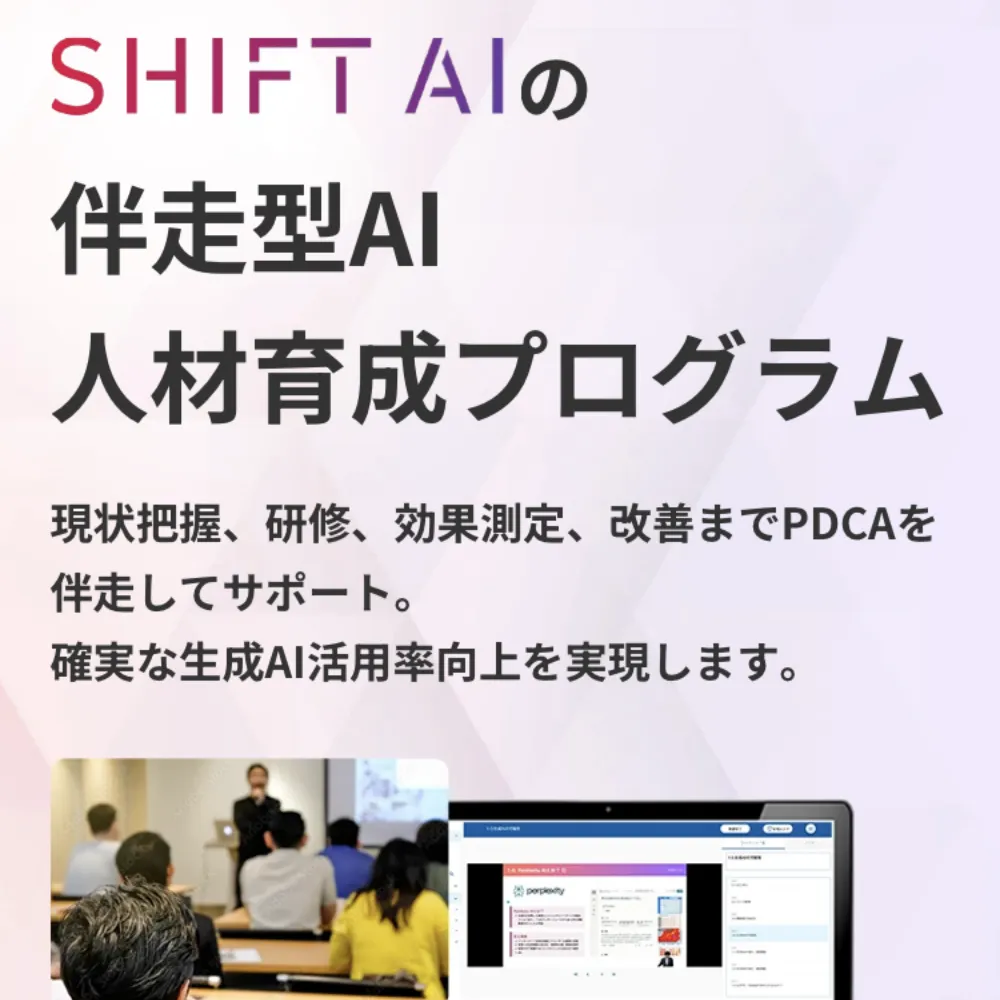 SHIFT AIの
伴走型AI
人材育成プログラム
現状把握、研修、効果測定、改善までPDCAを
伴走してサポート。
確実な生成AI活用率向上を実現します。
perplexity